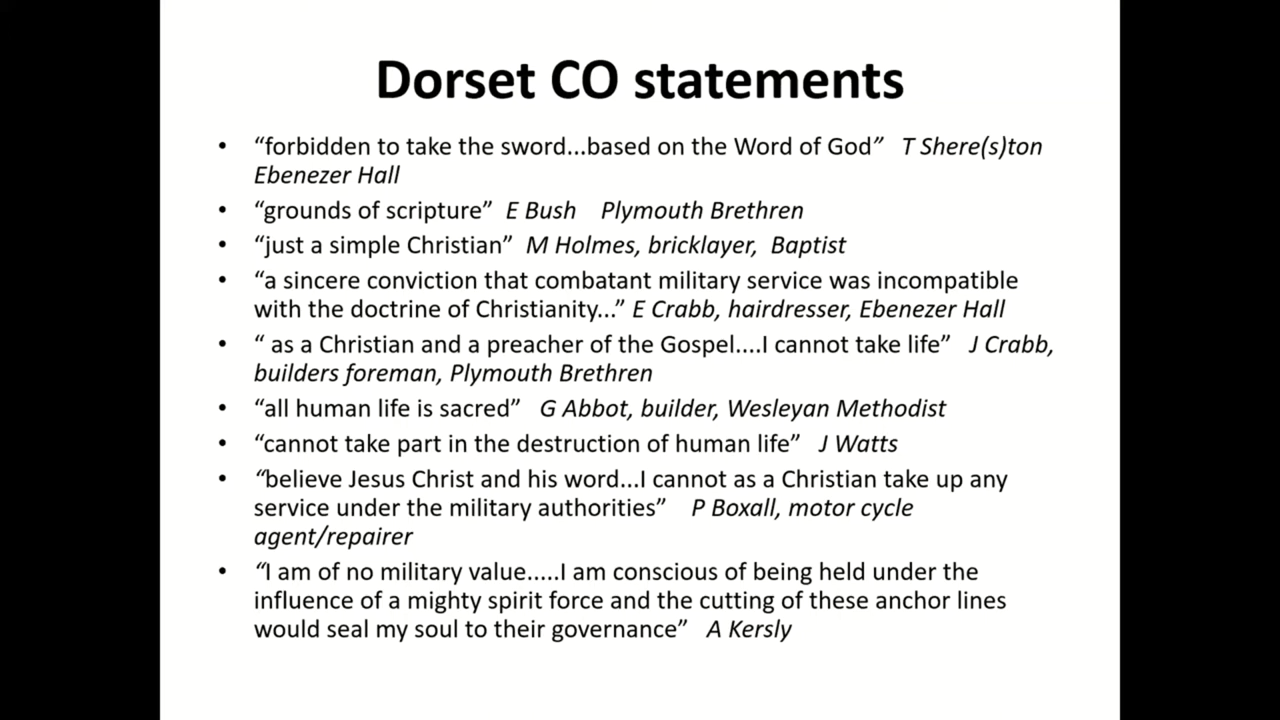 Dorset CO statements
• “forbidden to take the sword...based on the Word of God” T Shere(s)ton
Ebenezer Hall
• “grounds of scripture” E Bush Plymouth Brethren
• “just a simple Christian” M Holmes, bricklayer, Baptist
• “a sincere conviction that combatant military service was incompatible
with the doctrine of Christianity...” E Crabb, hairdresser, Ebenezer Hall
• “ as a Christian and a preacher of the Gospel....I cannot take life” J Crabb,
builders foreman, Plymouth Brethren
• “all human life is sacred” G Abbot, builder, Wesleyan Methodist
• “cannot take part in the destruction of human life” J Watts
• “believe Jesus Christ and his word...I cannot as a Christian take up any
service under the military authorities” P Boxall, motor cycle
agent/repairer
• “I am of no military value.....I am conscious of being held under the
influence of a mighty spirit force and the cutting of these anchor lines
would seal my soul to their governance” A Kersly